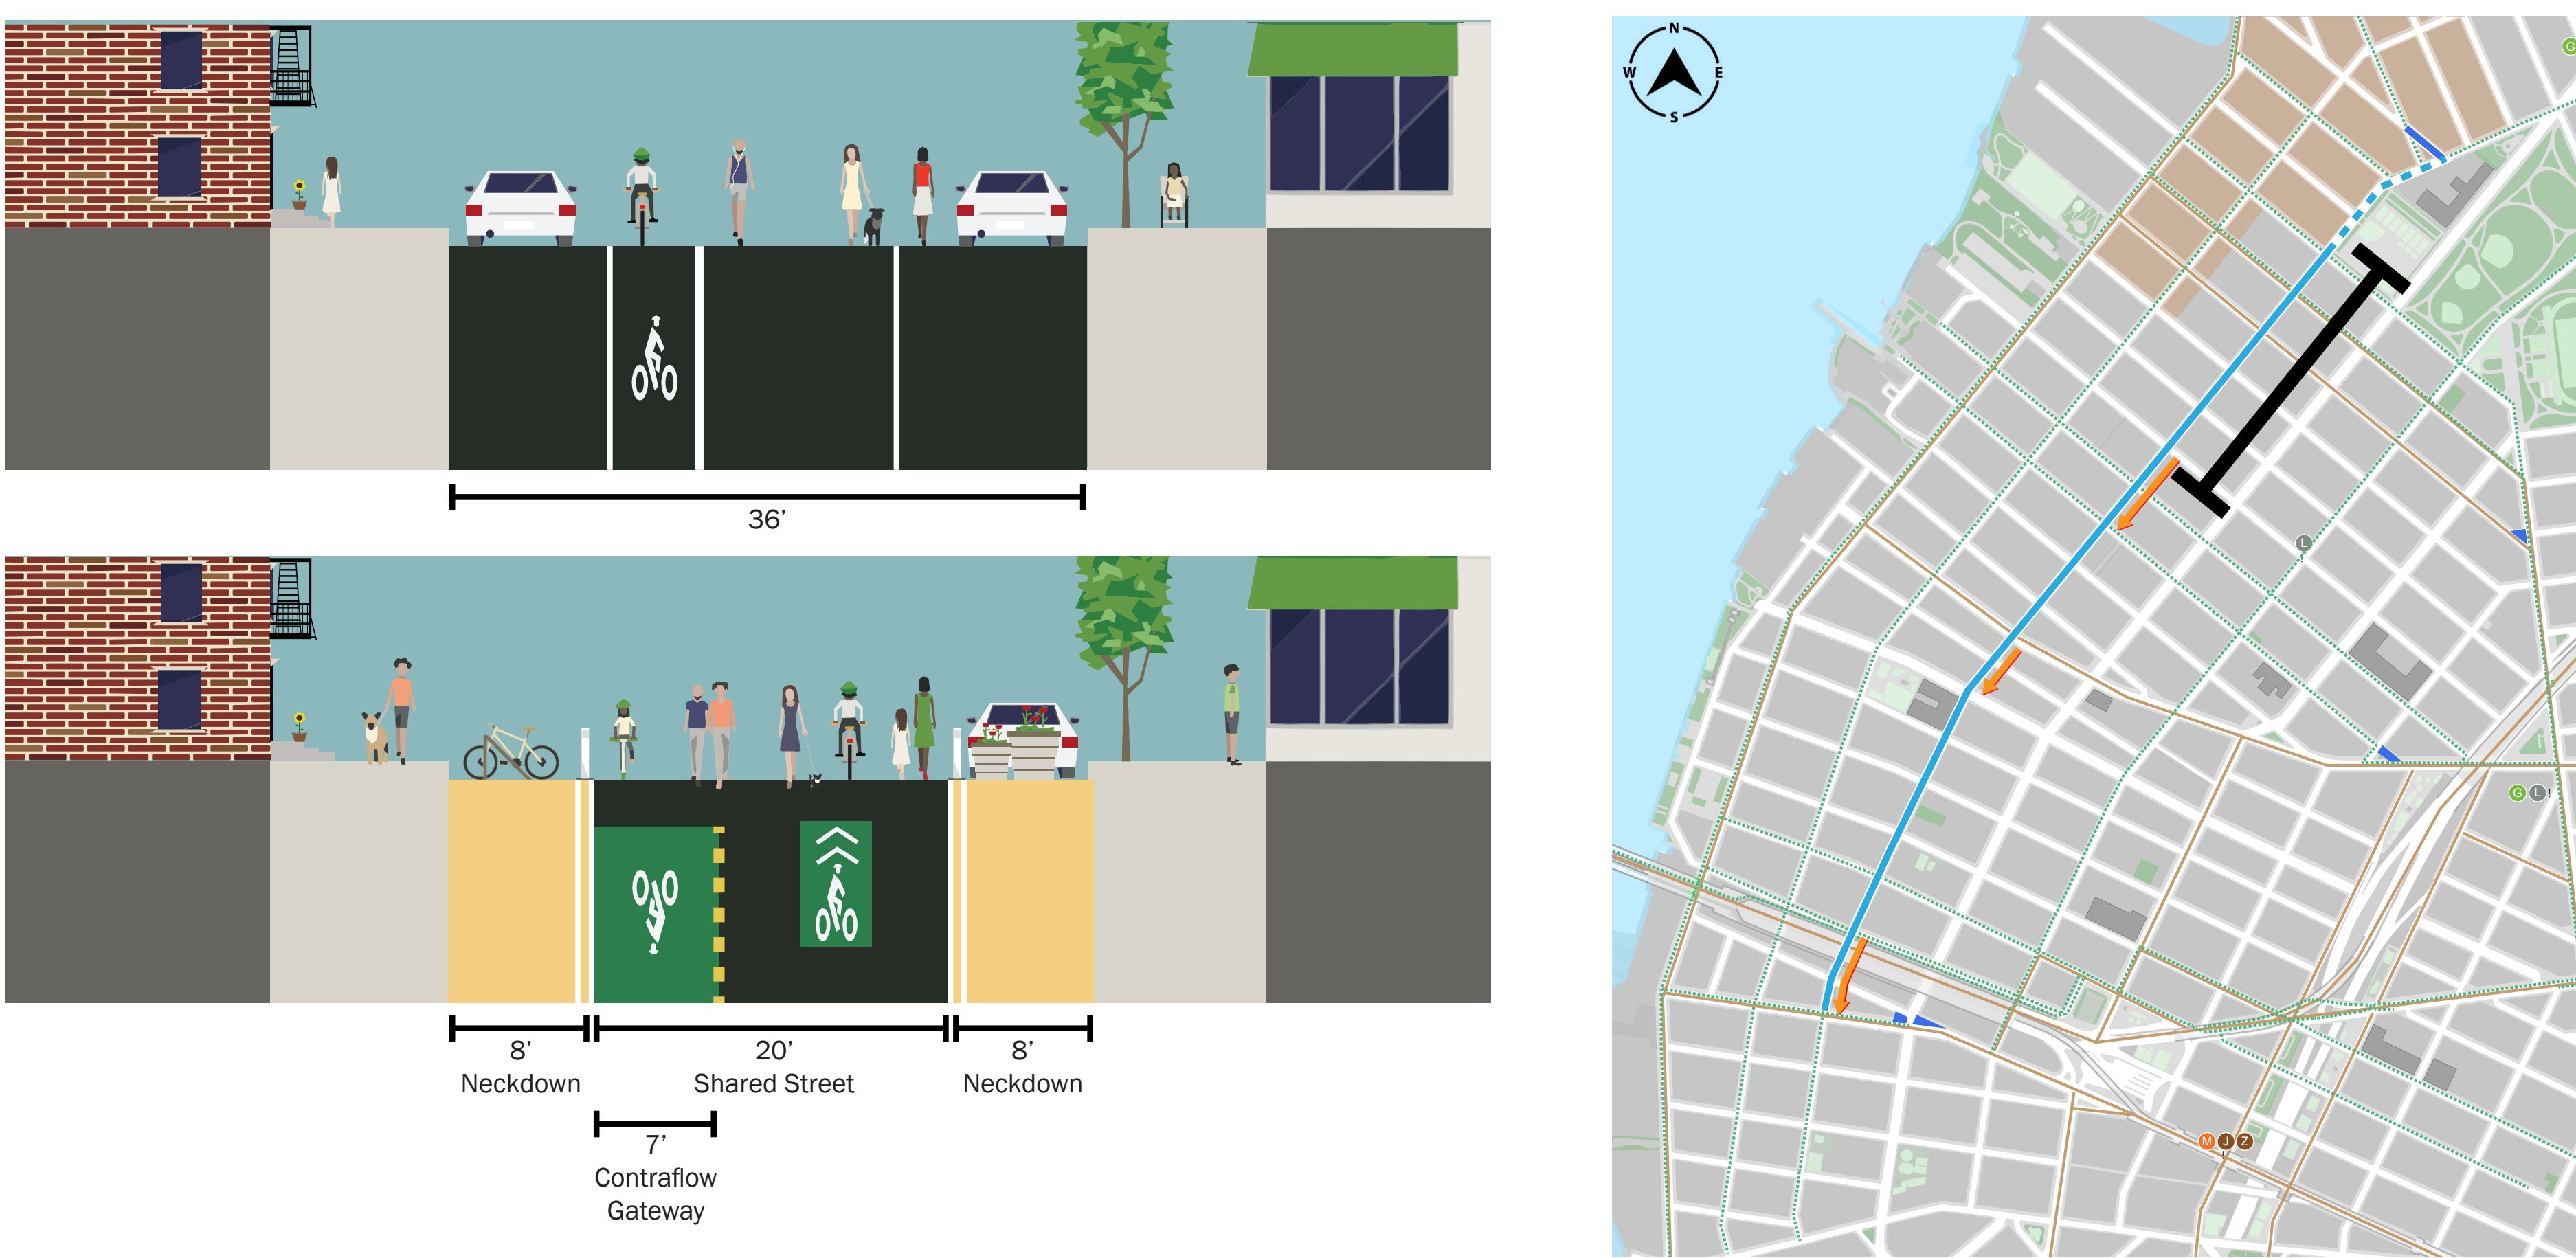 36’
8’
20’
8’
Neckdown
Shared Street
Neckdown
7’
Contraflow
Gateway
N
W
E
S
G
L
G L
M J Z